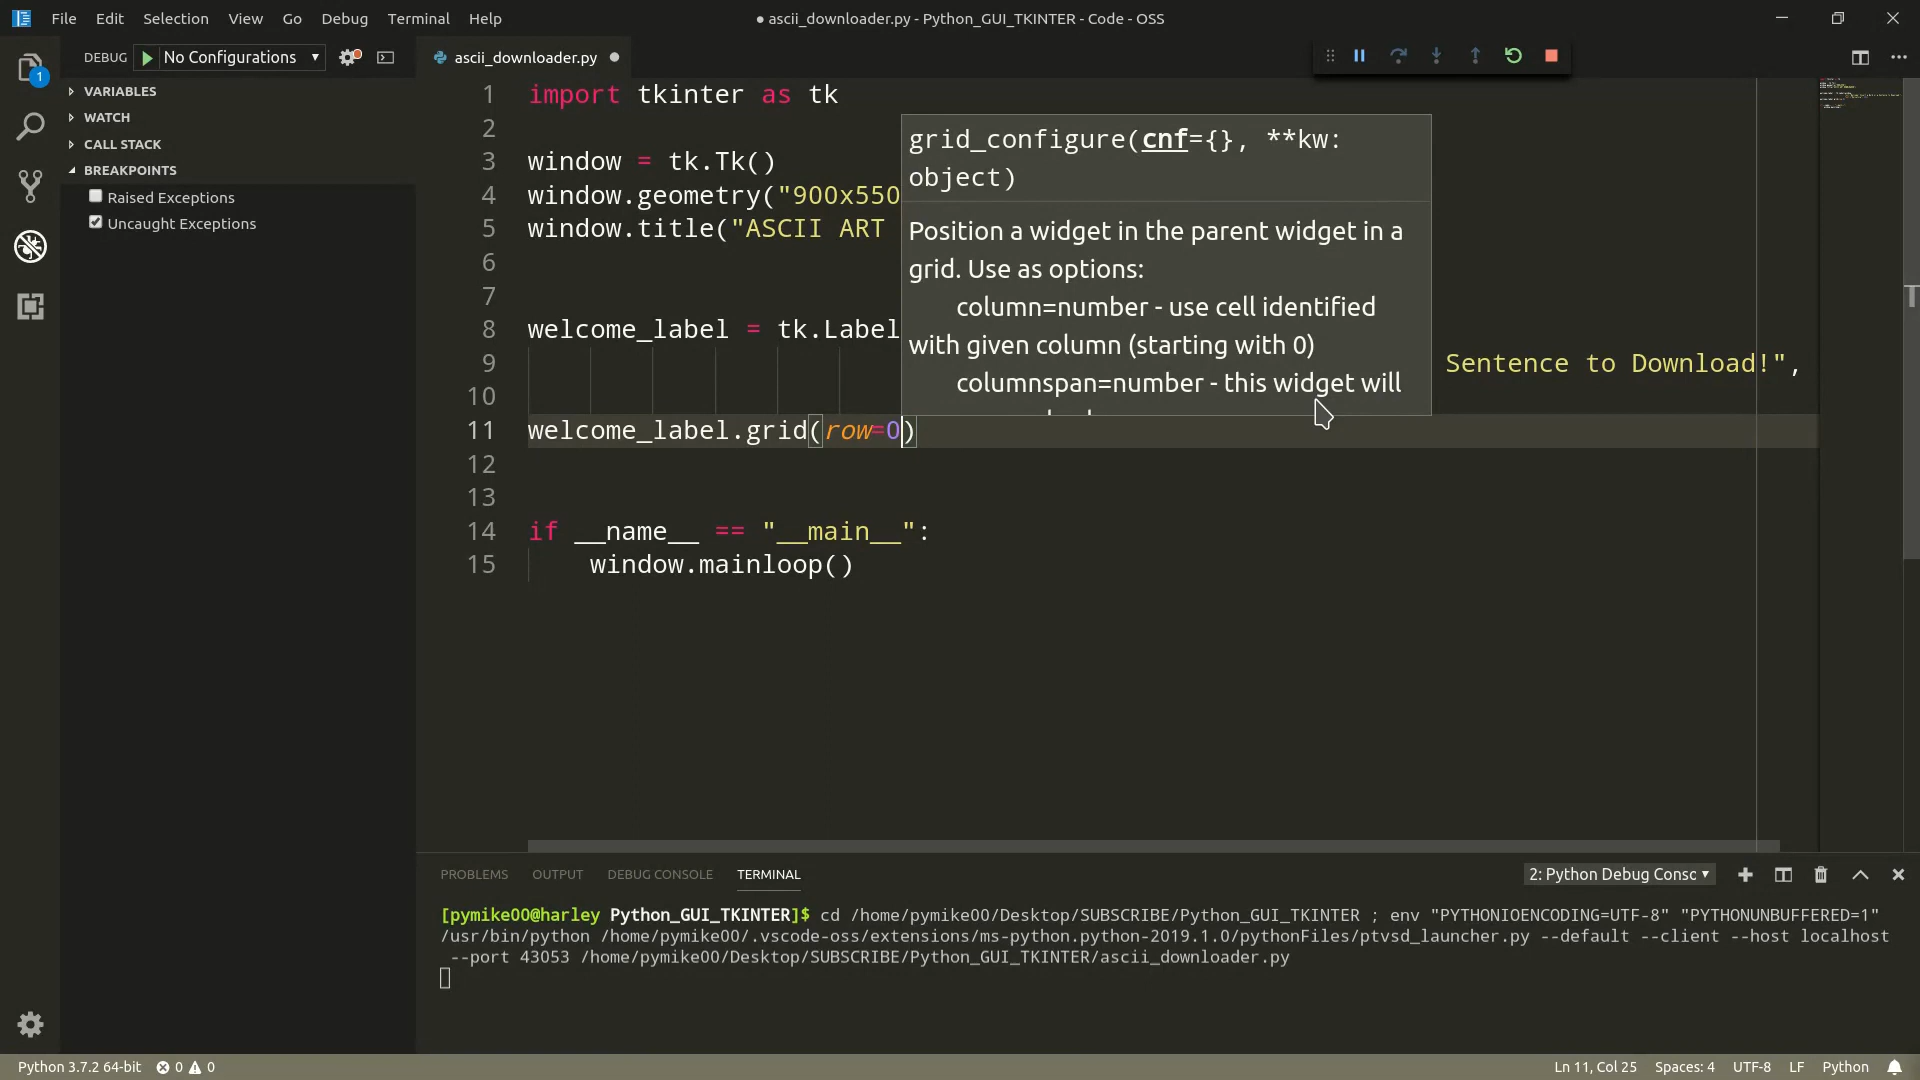 File Edit Selection View Go Debug Terminal Help
● ascii_downloader.py - Python_GUI_TKINTER - Code - OSS
DEBUG No Configurations
ascii_downloader.py
1
VARIABLES
WATCH
CALL STACK
BREAKPOINTS
Raised Exceptions
Uncaught Exceptions
1 import tkinter as tk
2
3 window = tk.Tk()
4 window.geometry("900x550
5 window.title("ASCII ART
6
7
8 welcome_label = tk.Label
9 Sentence to Download!",
10
11 welcome_label.grid(row=0)
12
13
14 if __name__ == "__main__":
15 window.mainloop()
grid_configure(cnf={}, **kw:
object)
Position a widget in the parent widget in a
grid. Use as options:
column=number - use cell identified
with given column (starting with 0)
columnspan=number - this widget will
PROBLEMS OUTPUT DEBUG CONSOLE TERMINAL
2: Python Debug Consc
[pymike00@harley Python_GUI_TKINTER]$ cd /home/pymike00/Desktop/SUBSCRIBE/Python_GUI_TKINTER ; env "PYTHONIOENCODING=UTF-8" "PYTHONUNBUFFERED=1"
/usr/bin/python /home/pymike00/.vscode-oss/extensions/ms-python.python-2019.1.0/pythonFiles/ptvsd_launcher.py --default --client --host localhost
--port 43053 /home/pymike00/Desktop/SUBSCRIBE/Python_GUI_TKINTER/ascii_downloader.py
Python 3.7.2 64-bit 0 0
Ln 11, Col 25 Spaces: 4 UTF-8 LF Python